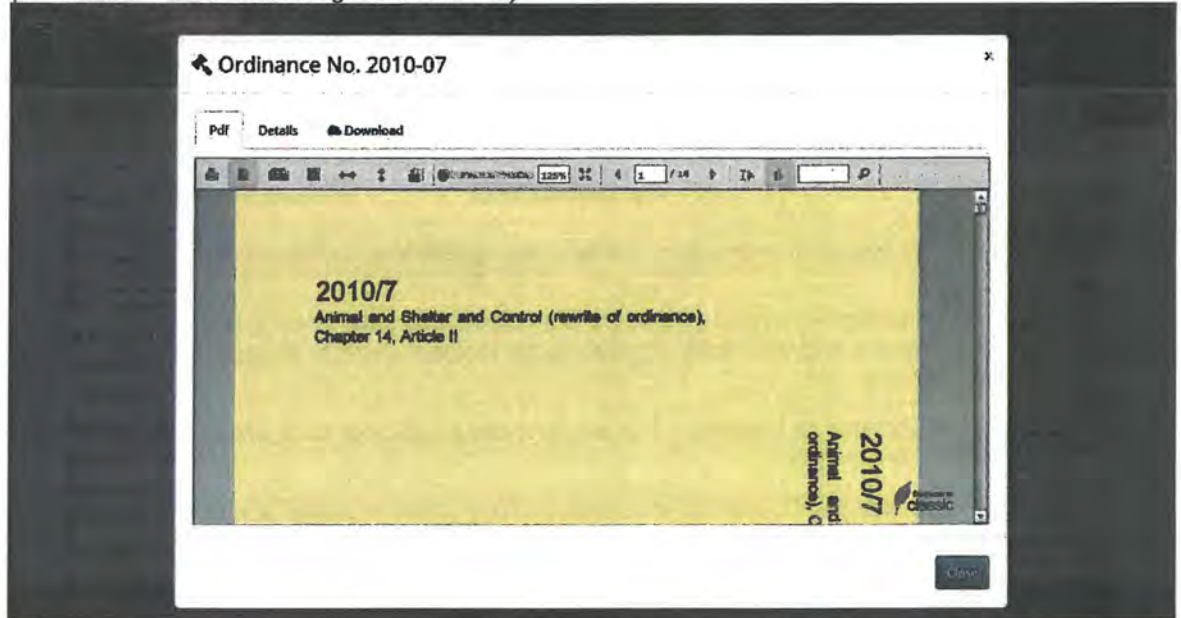 Ordinance No. 2010-07
x
Pdf Details Download
125% 1 / 14
2010/7
Animal and Shelter and Control (rewrite of ordinance),
Chapter 14, Article II
2010/7
Animal and
ordinance), C
classic
Close